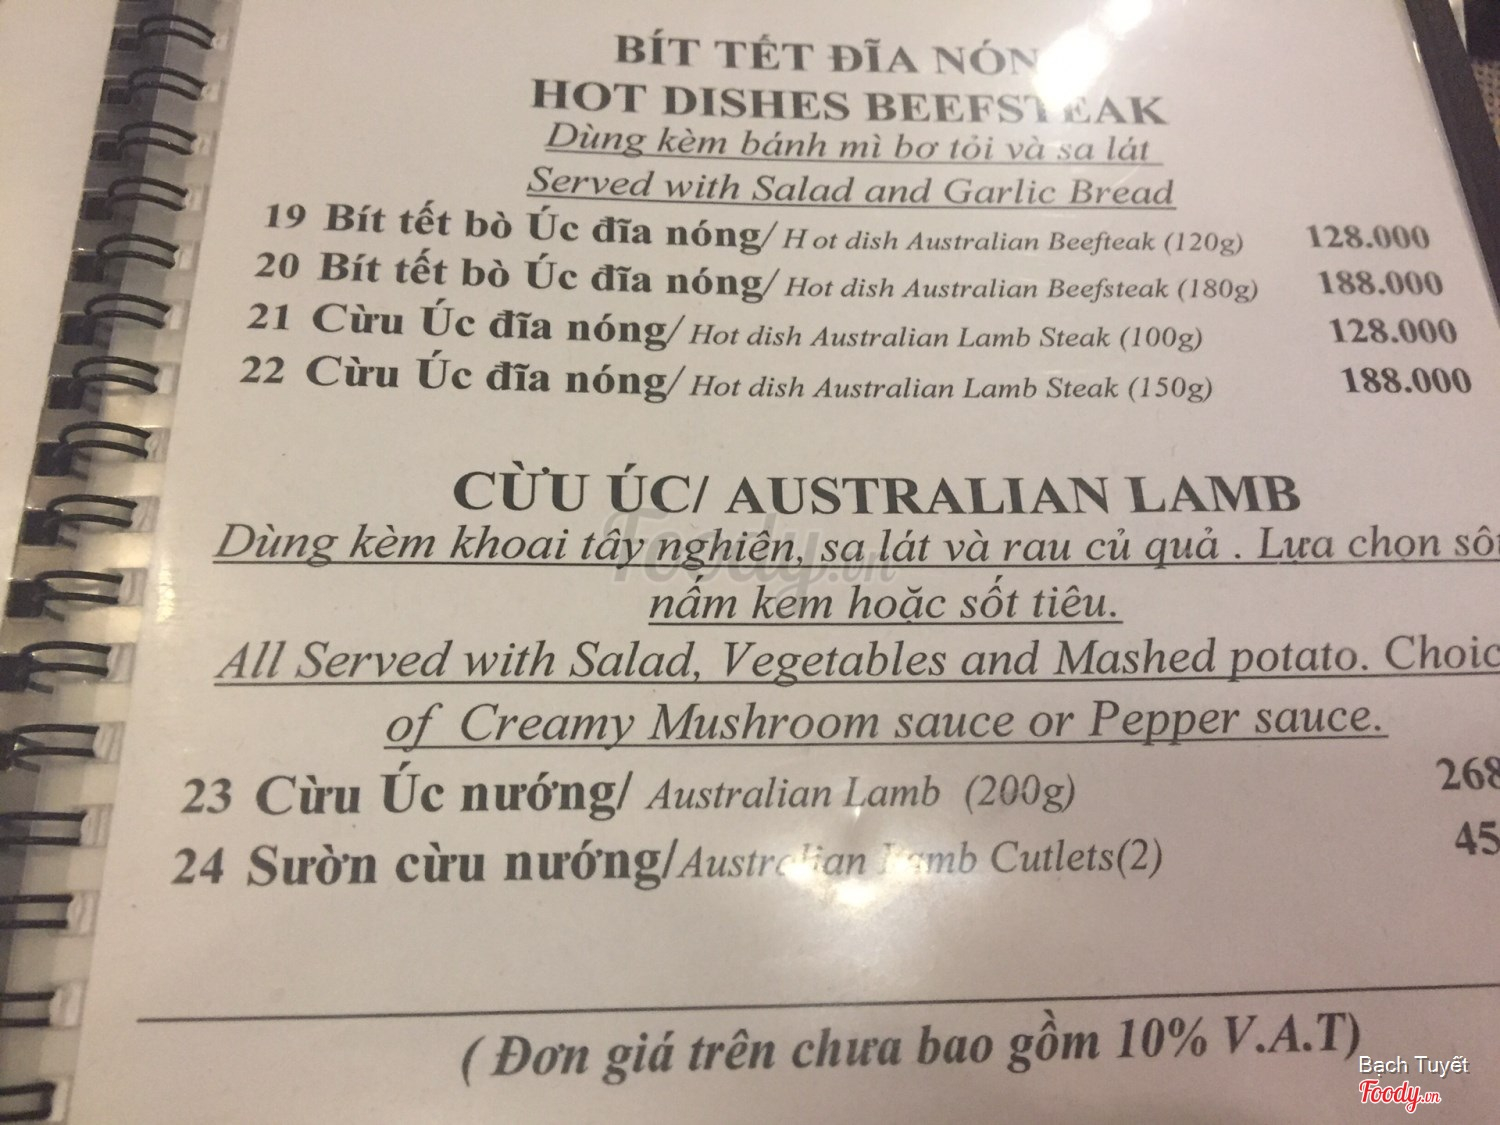 BÍT TẾT ĐĨA NÓN
HOT DISHES BEEFSTEAK
Dùng kèm bánh mì bơ tỏi và sa lát
Served with Salad and Garlic Bread
19 Bít tết bò Úc đĩa nóng/ H ot dish Australian Beefteak (120g) 128.000
20 Bít tết bò Úc đĩa nóng/ Hot dish Australian Beefsteak (180g) 188.000
21 Cừu Úc đĩa nóng/ Hot dish Australian Lamb Steak (100g) 128.000
22 Cừu Úc đĩa nóng/ Hot dish Australian Lamb Steak (150g) 188.000
CỪU ÚC/ AUSTRALIAN LAMB
Dùng kèm khoai tây nghiên, sa lát và rau củ quả . Lựa chọn
nấm kem hoặc sốt tiêu.
All Served with Salad, Vegetables and Mashed potato. Choic
of Creamy Mushroom sauce or Pepper sauce.
23 Cừu Úc nướng/ Australian Lamb (200g) 268
24 Sườn cừu nướng/Australian Lamb Cutlets(2) 45
( Đơn giá trên chưa bao gồm 10% V.A.T)
Foody.vn
Bạch Tuyết
Foody.vn